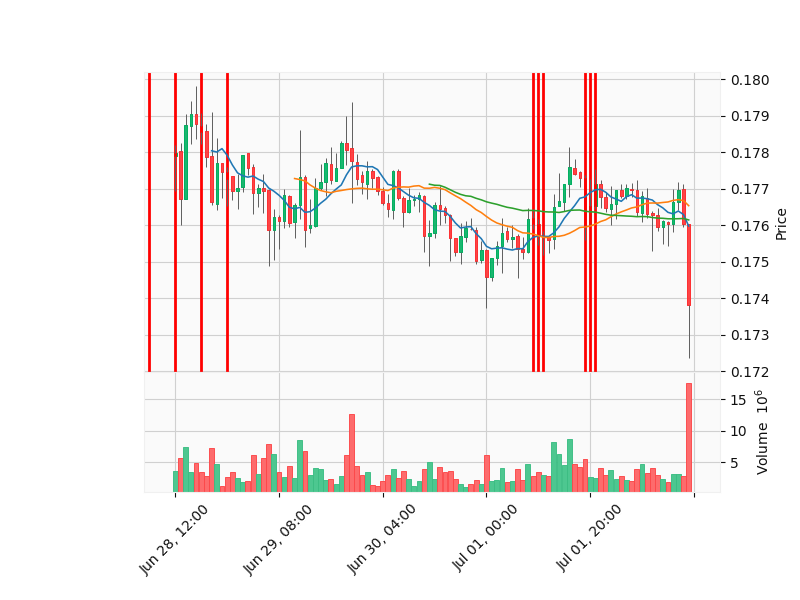 0.180
0.179
0.178
0.177
0.176
0.175
0.174
0.173
0.172
Price
15
10
5
Volume 10⁶
Jun 28, 12:00
Jun 29, 08:00
Jun 30, 04:00
Jul 01, 00:00
Jul 01, 20:00